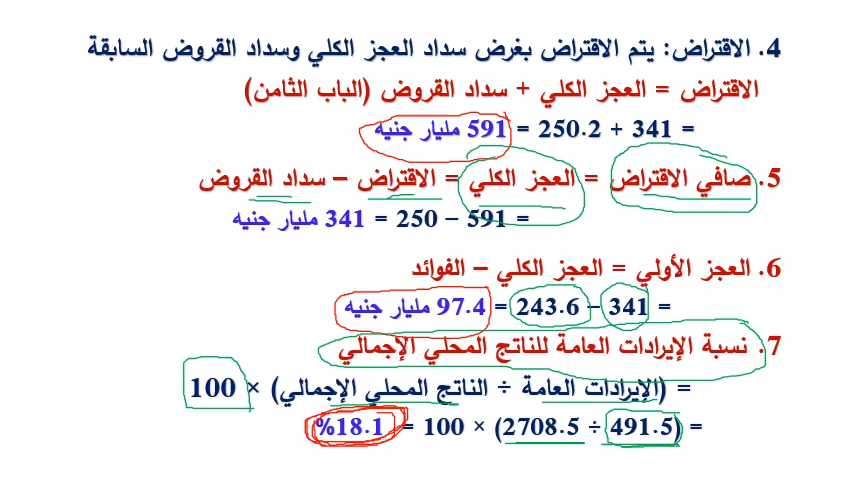 4. الاقتراض: يتم الاقتراض بغرض سداد العجز الكلي وسداد القروض السابقة
الاقتراض = العجز الكلي + سداد القروض (الباب الثامن)
= 341 + 250.2 = 591 مليار جنيه
5. صافي الاقتراض = العجز الكلي = الاقتراض – سداد القروض
= 591 – 250 = 341 مليار جنيه
6. العجز الأولي = العجز الكلي – الفوائد
= 341 – 243.6 = 97.4 مليار جنيه
7. نسبة الإيرادات العامة للناتج المحلي الإجمالي
= (الإيرادات العامة ÷ الناتج المحلي الإجمالي) × 100
= (491.5 ÷ 2708.5) × 100 = 18.1%